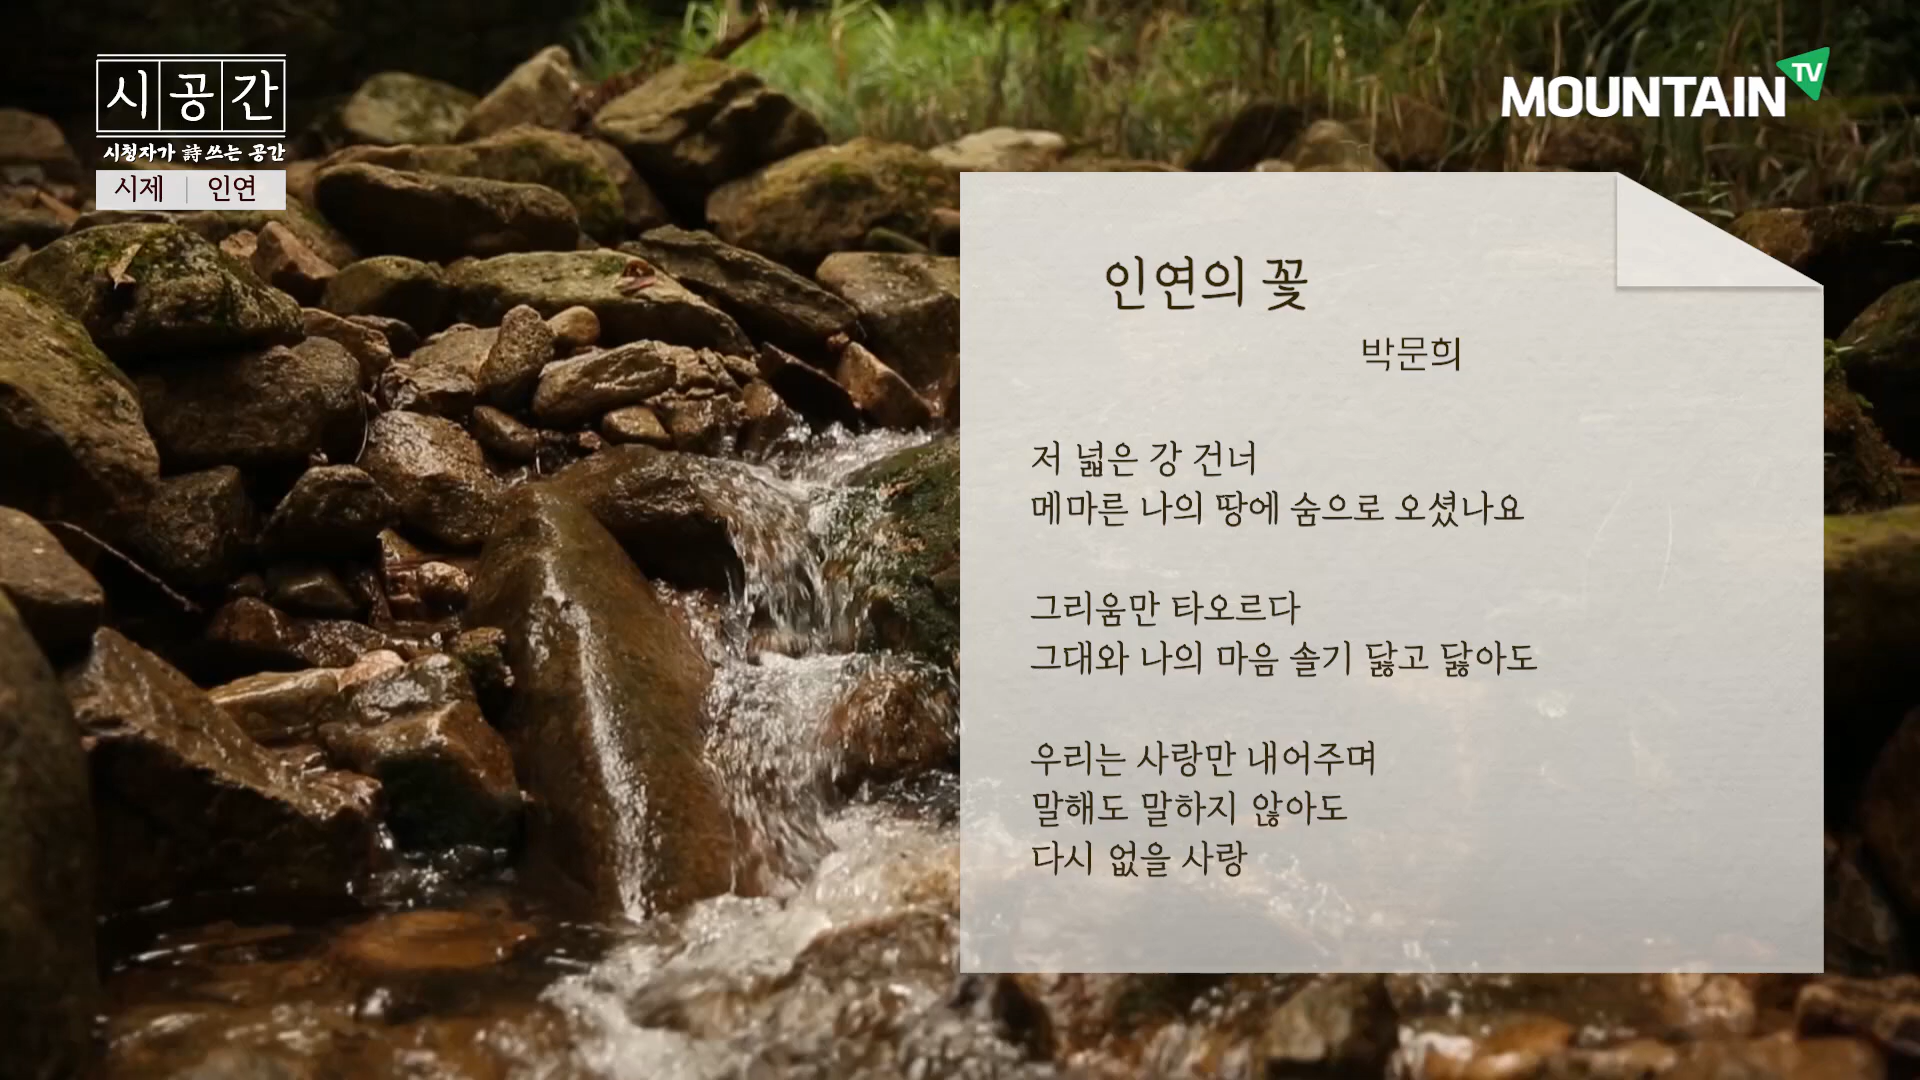 시공간
시청자가 詩 쓰는 공간
시제 | 인연
MOUNTAIN TV
인연의 꽃
박문희
저 넓은 강 건너
메마른 나의 땅에 숨으로 오셨나요
그리움만 타오르다
그대와 나의 마음 솔기 닳고 닳아도
우리는 사랑만 내어주며
말해도 말하지 않아도
다시 없을 사랑